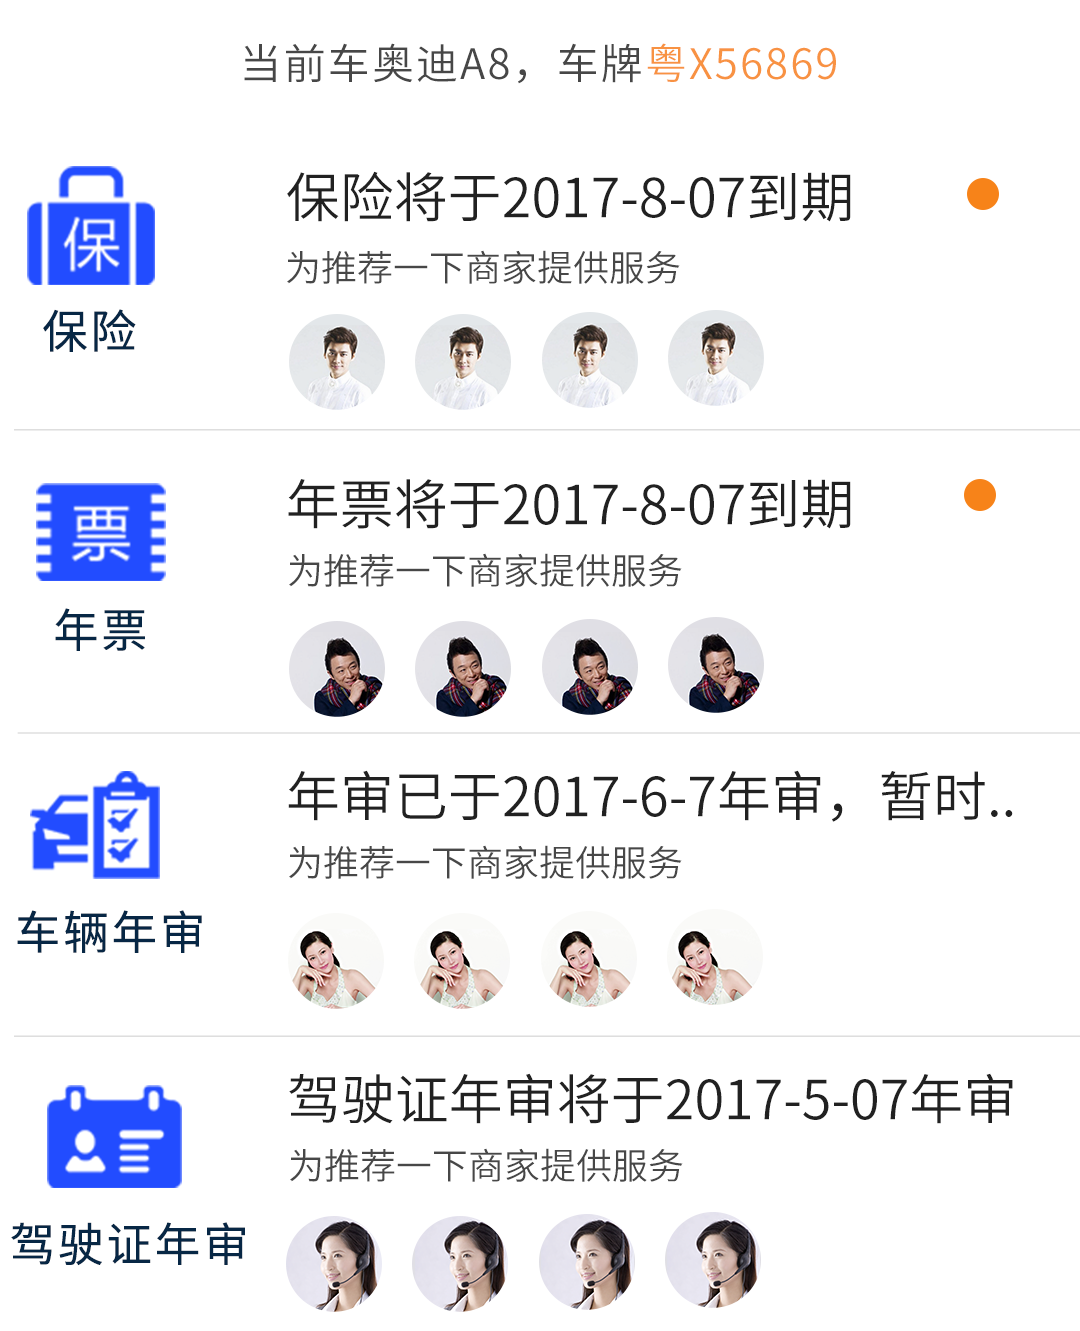 当前车奥迪A8，车牌粤X56869
保
保险
保险将于2017-8-07到期
为推荐一下商家提供服务
票
年票
年票将于2017-8-07到期
为推荐一下商家提供服务
车辆年审
年审已于2017-6-7年审，暂时..
为推荐一下商家提供服务
驾驶证年审
驾驶证年审将于2017-5-07年审
为推荐一下商家提供服务